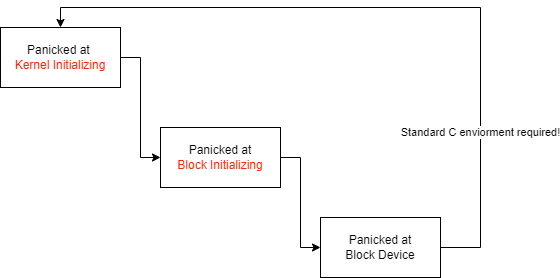 Panicked at
Kernel Initializing
Panicked at
Block Initializing
Standard C enviorment required!
Panicked at
Block Device